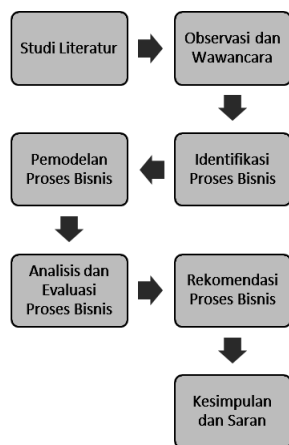 Studi Literatur
Observasi dan
Wawancara
Identifikasi
Proses Bisnis
Pemodelan
Proses Bisnis
Analisis dan
Evaluasi
Proses Bisnis
Rekomendasi
Proses Bisnis
Kesimpulan
dan Saran